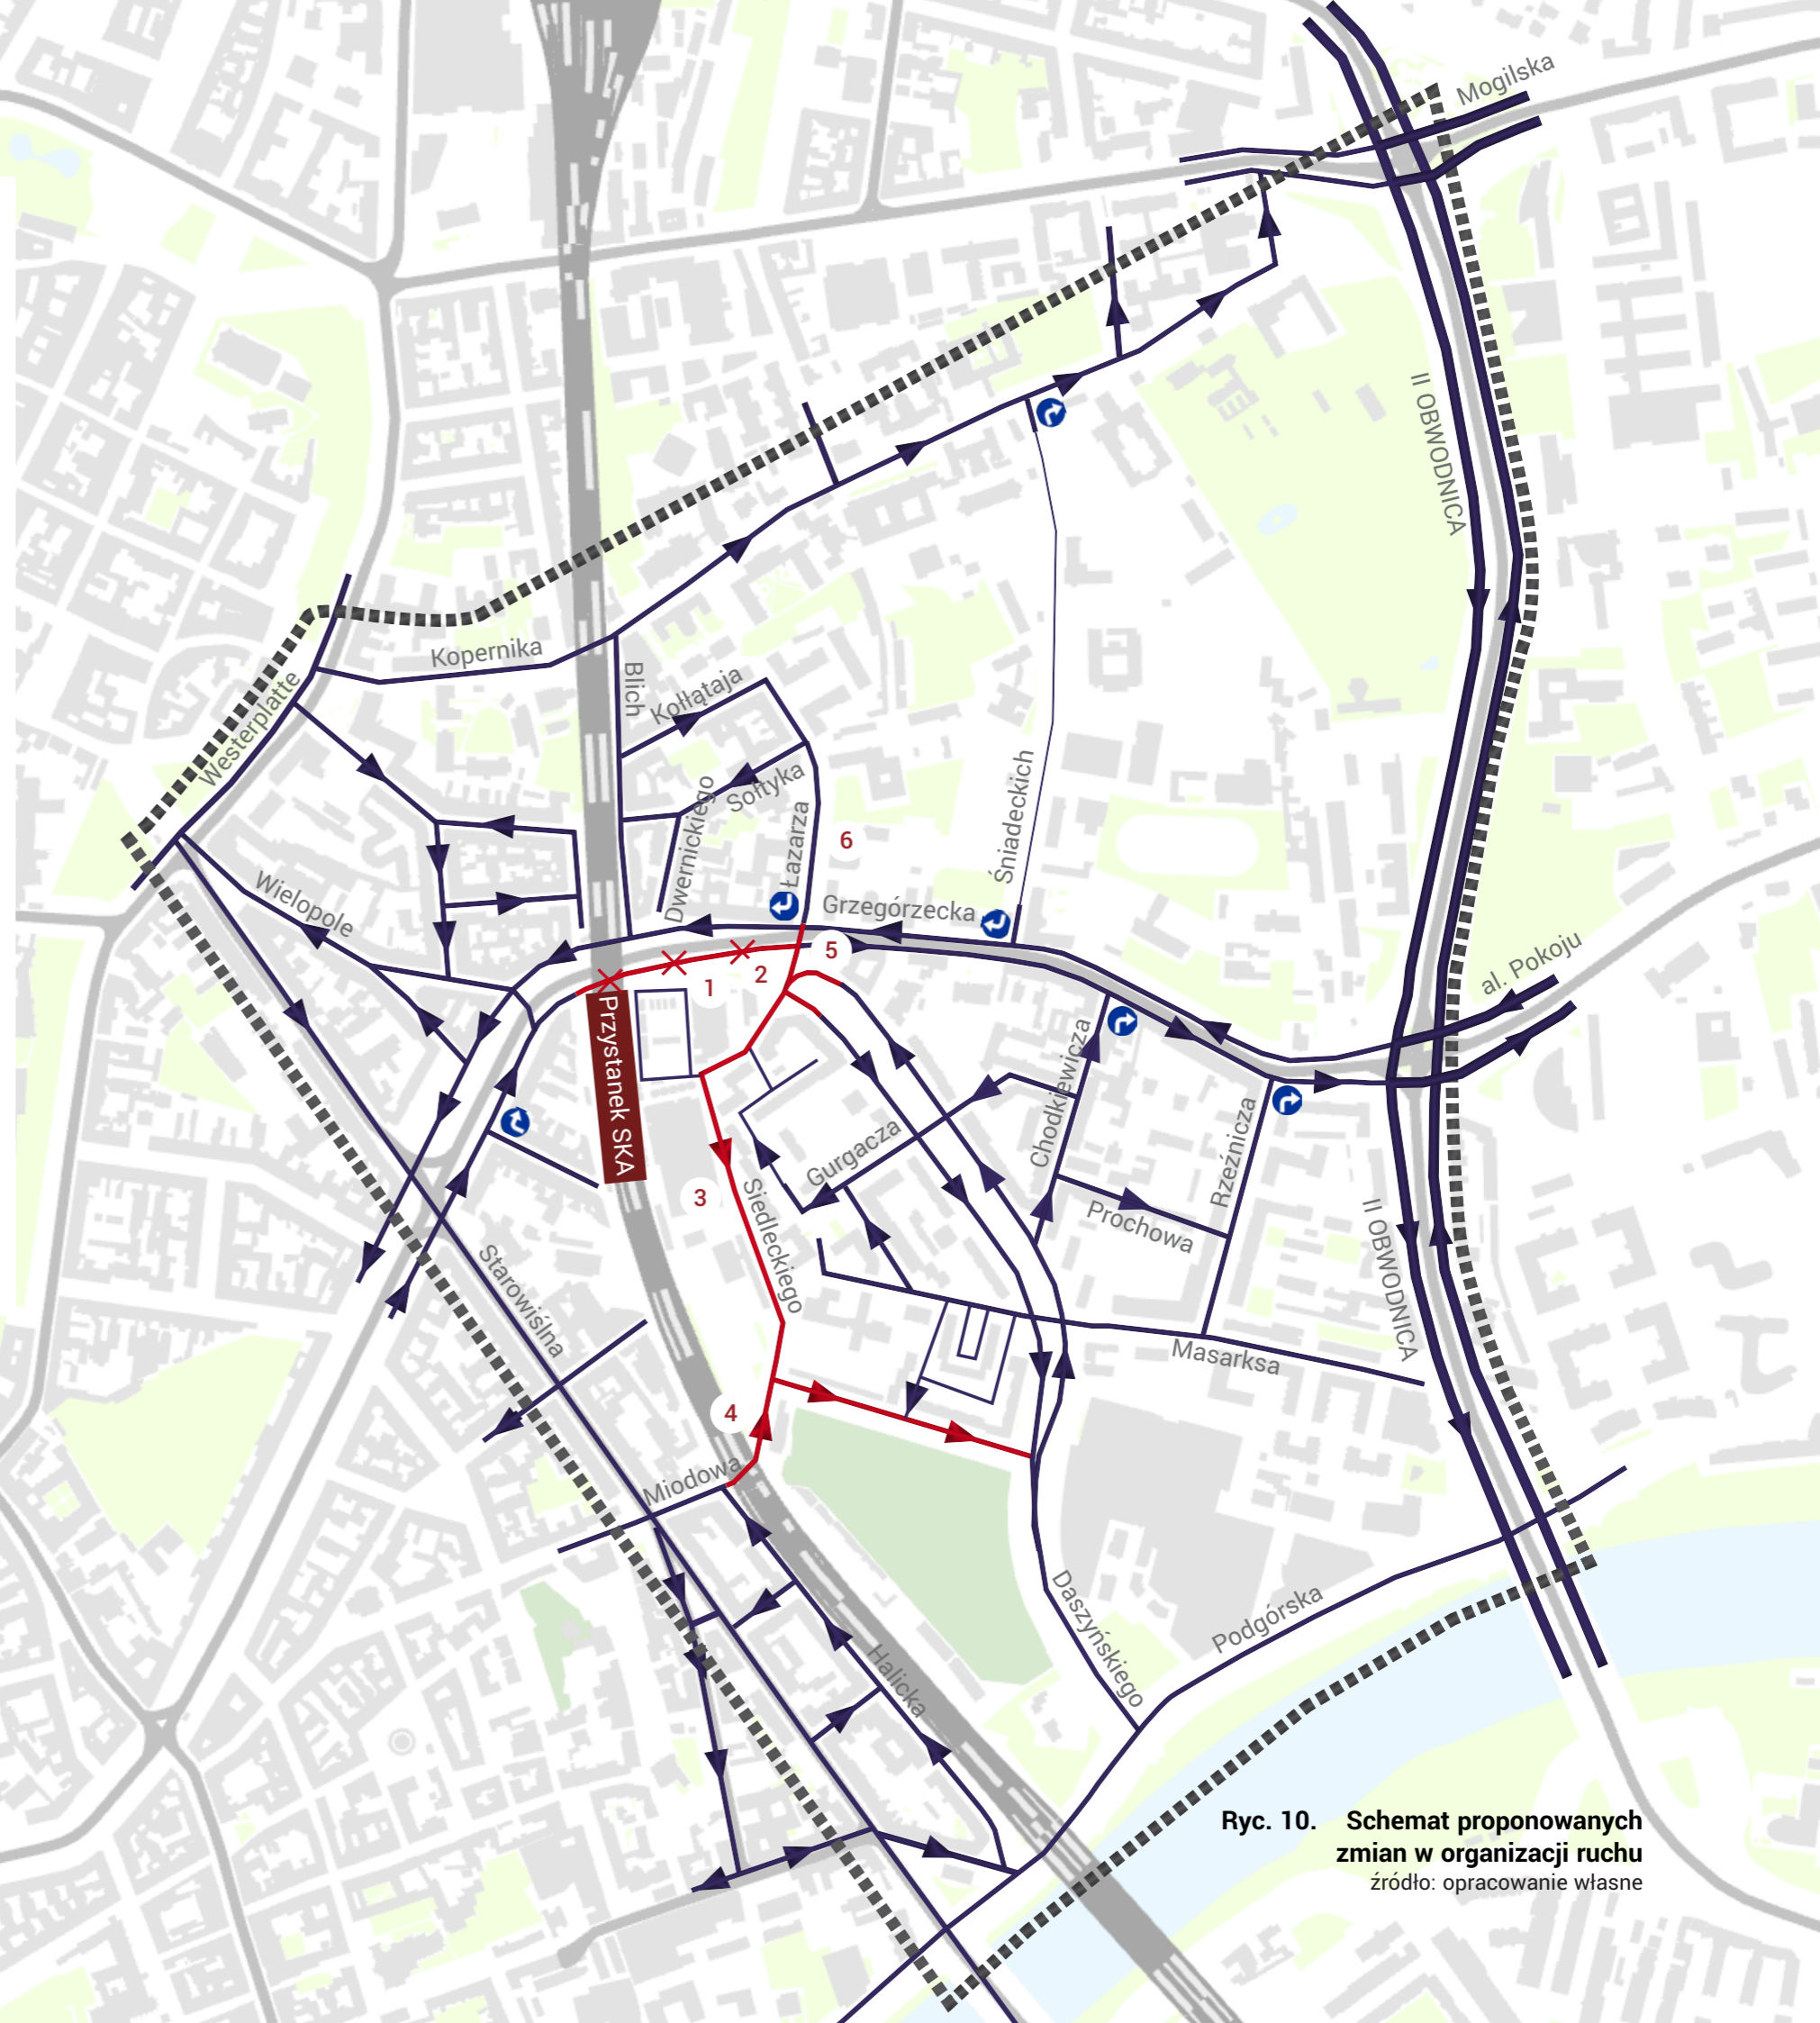 Mogilska
II OBWODNICA
Kopernika
Westerplatte
Blich
Kołłątaja
Sołtyka
Dwernickiego
Łazarza
6
Śniadeckich
Wielopole
Grzegórzecka
5
al. Pokoju
1
2
Przystanek SKA
Chodkiewicza
Gurgacza
Rzeźnicza
3
Siedleckiego
Prochowa
II OBWODNICA
Starowiślna
Masarksa
4
Miodowa
Daszyńskiego
Podgórska
Halicka
Ryc. 10. Schemat proponowanych
zmian w organizacji ruchu
źródło: opracowanie własne